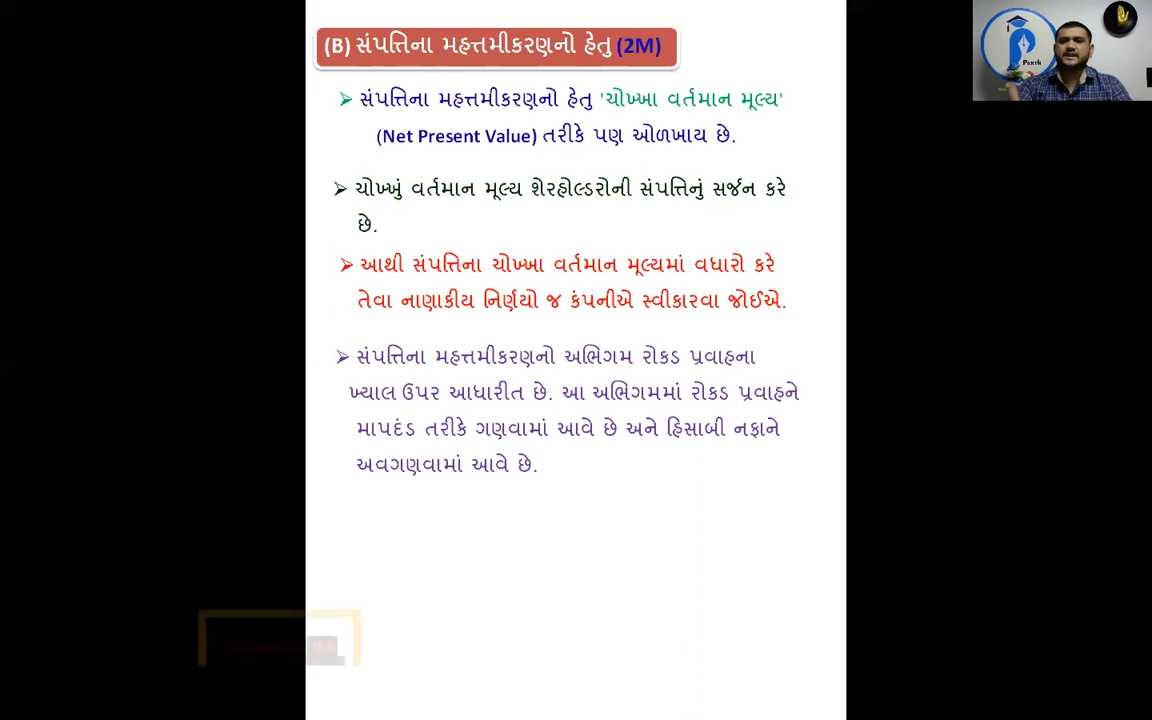 (B) સંપત્તિના મહત્તમીકરણનો હેતુ (2M)
➢ સંપત્તિના મહત્તમીકરણનો હેતુ 'ચોખ્ખા વર્તમાન મૂલ્ય'
(Net Present Value) તરીકે પણ ઓળખાય છે.
➢ ચોખ્ખું વર્તમાન મૂલ્ય શેરહોલ્ડરોની સંપત્તિનું સર્જન કરે
છે.
➢ આથી સંપત્તિના ચોખ્ખા વર્તમાન મૂલ્યમાં વધારો કરે
તેવા નાણાકીય નિર્ણયો જ કંપનીએ સ્વીકારવા જોઈએ.
➢ સંપત્તિના મહત્તમીકરણનો અભિગમ રોકડ પ્રવાહના
ખ્યાલ ઉપર આધારીત છે. આ અભિગમમાં રોકડ પ્રવાહને
માપદંડ તરીકે ગણવામાં આવે છે અને હિસાબી નફાને
અવગણવામાં આવે છે.
PARTH